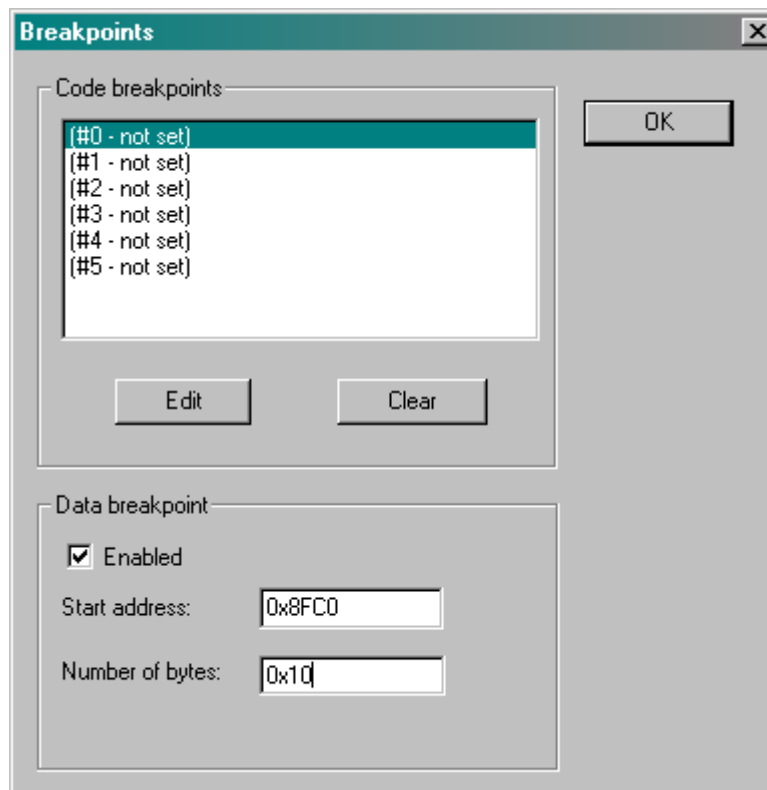 Breakpoints
Code breakpoints
(#0 - not set)
(#1 - not set)
(#2 - not set)
(#3 - not set)
(#4 - not set)
(#5 - not set)
OK
Edit
Clear
Data breakpoint
Enabled
Start address: 0x8FC0
Number of bytes: 0x10